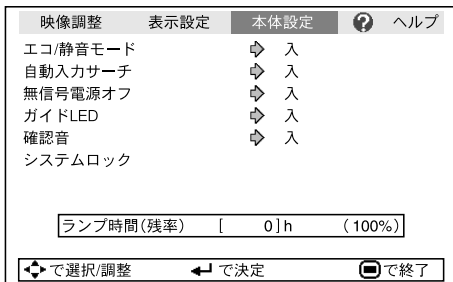 映像調整 表示設定 本体設定 ? ヘルプ
エコ/静音モード 入
自動入力サーチ 入
無信号電源オフ 入
ガイドLED 入
確認音 入
システムロック
ランプ時間(残率) [ 0]h (100%)
で選択/調整 で決定 で終了